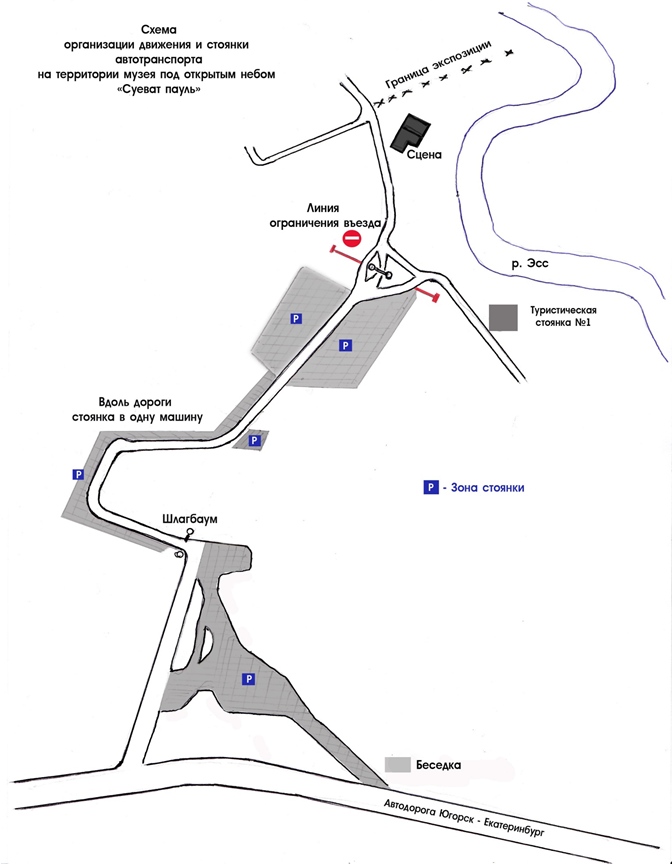 Схема
организации движения и стоянки
автотранспорта
на территории музея под открытым небом
«Суеват пауль»
Граница экспозиции
Сцена
Линия
ограничения въезда
р. Эсс
Туристическая
стоянка №1
P
P
Вдоль дороги
стоянка в одну машину
P
P
P - Зона стоянки
Шлагбаум
P
Беседка
Автодорога Югорск - Екатеринбург